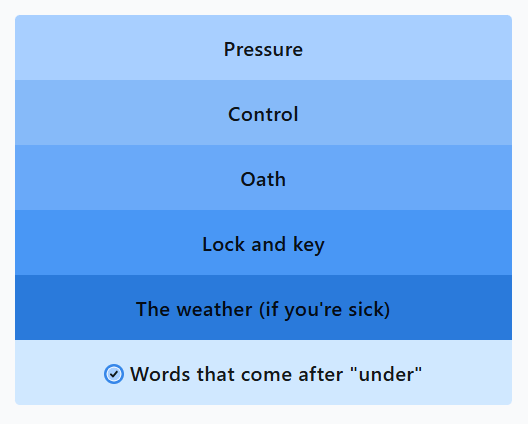 Pressure
Control
Oath
Lock and key
The weather (if you're sick)
Words that come after "under"